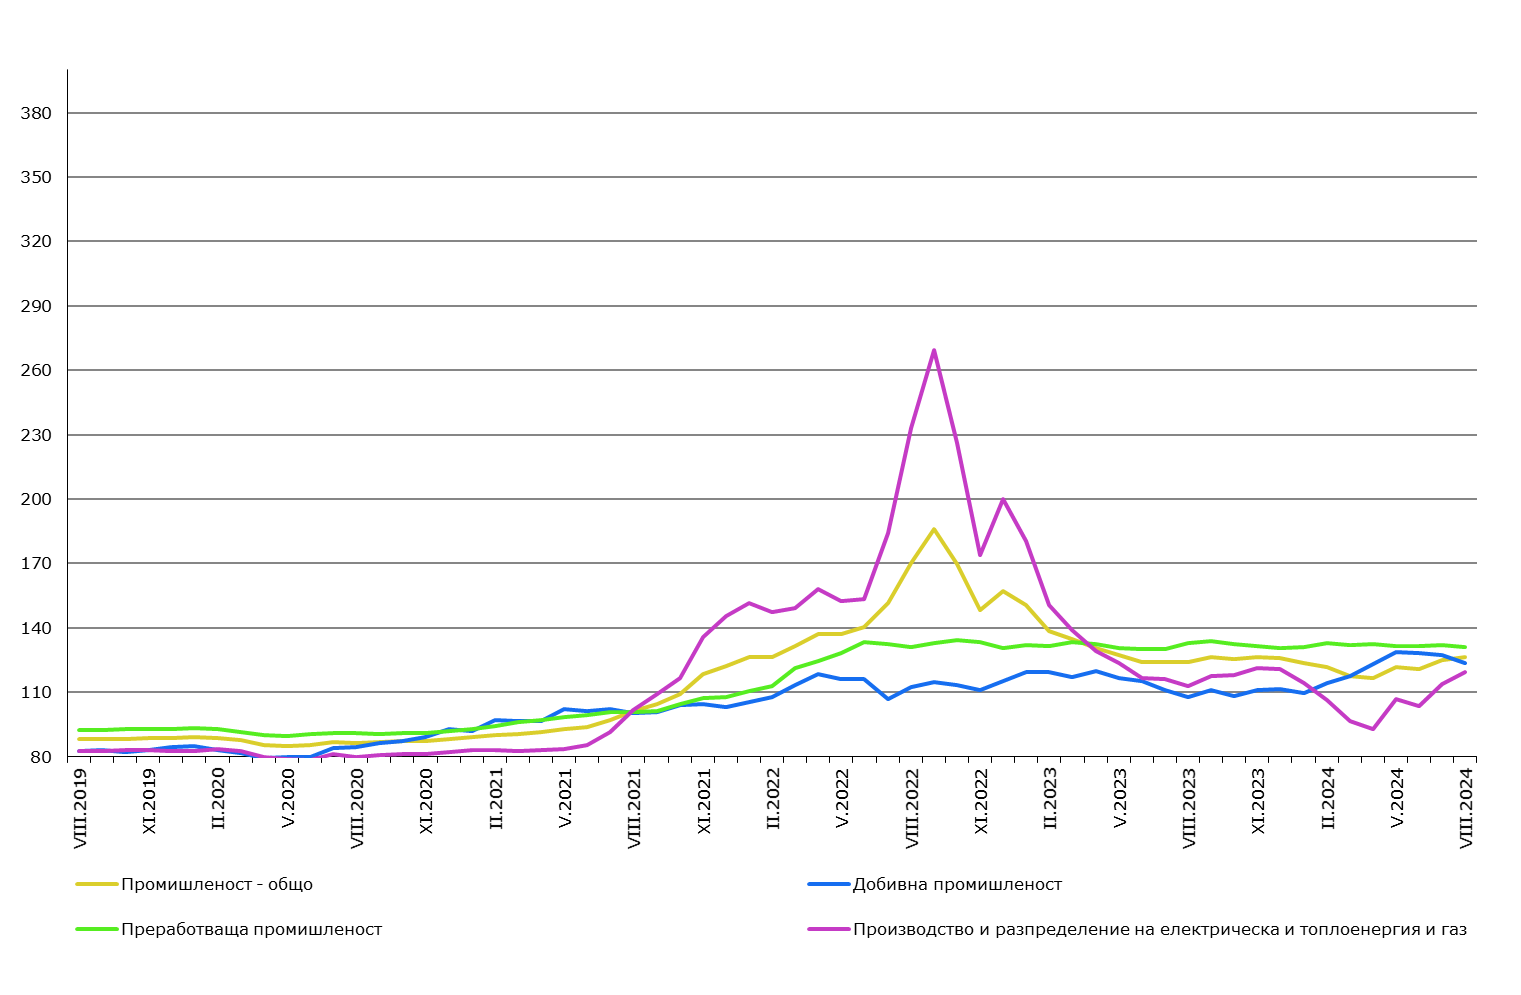 380
350
320
290
260
230
200
170
140
110
80
VIII.2019
XI.2019
II.2020
V.2020
VIII.2020
XI.2020
II.2021
V.2021
VIII.2021
XI.2021
II.2022
V.2022
VIII.2022
XI.2022
II.2023
V.2023
VIII.2023
XI.2023
II.2024
V.2024
VIII.2024
Промишленост - общо
Добивна промишленост
Преработваща промишленост
Производство и разпределение на електрическа и топлоенергия и газ